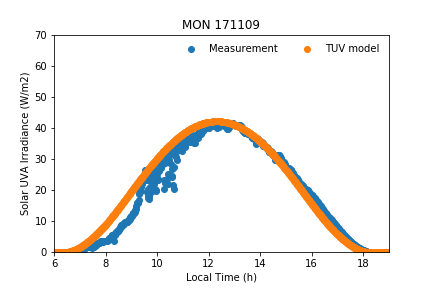 MON 171109
Measurement TUV model
Solar UVA Irradiance (W/m2)
70
60
50
40
30
20
10
0
6 8 10 12 14 16 18
Local Time (h)